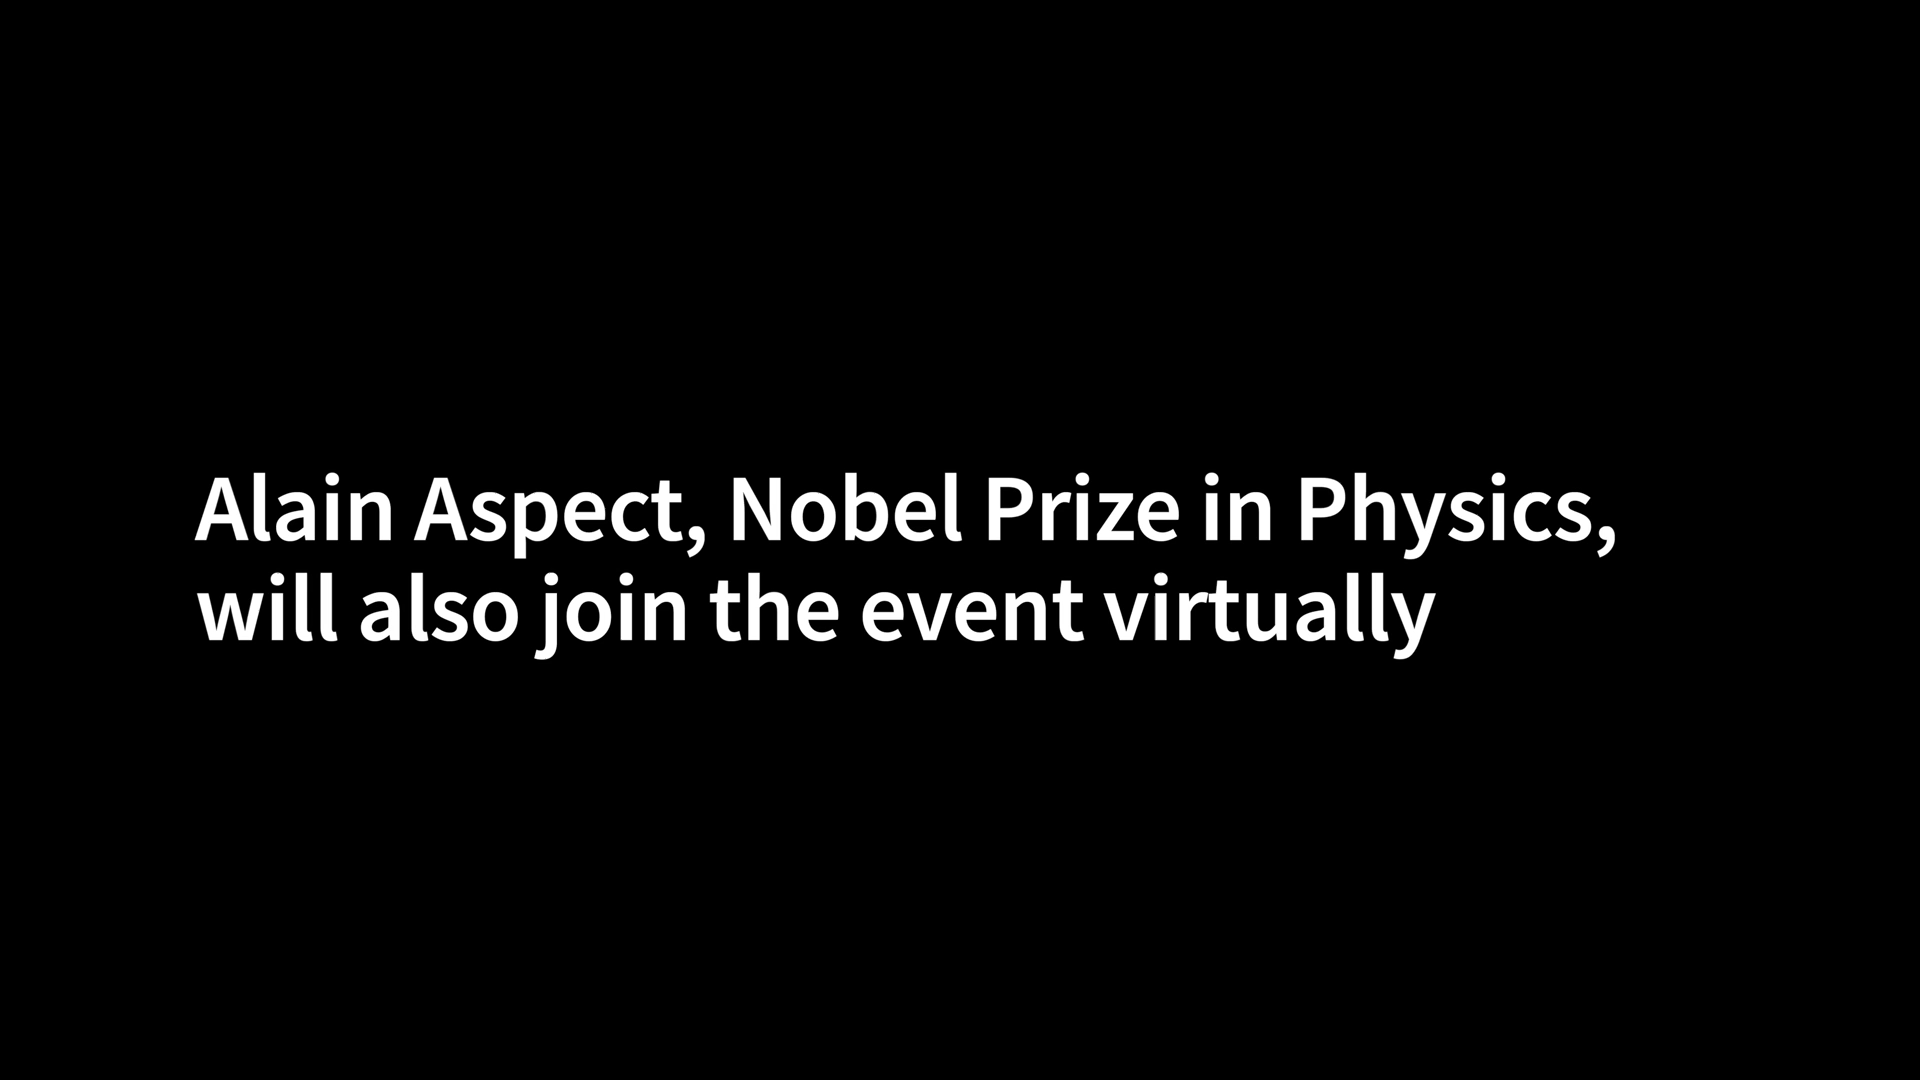 Alain Aspect, Nobel Prize in Physics,
will also join the event virtually